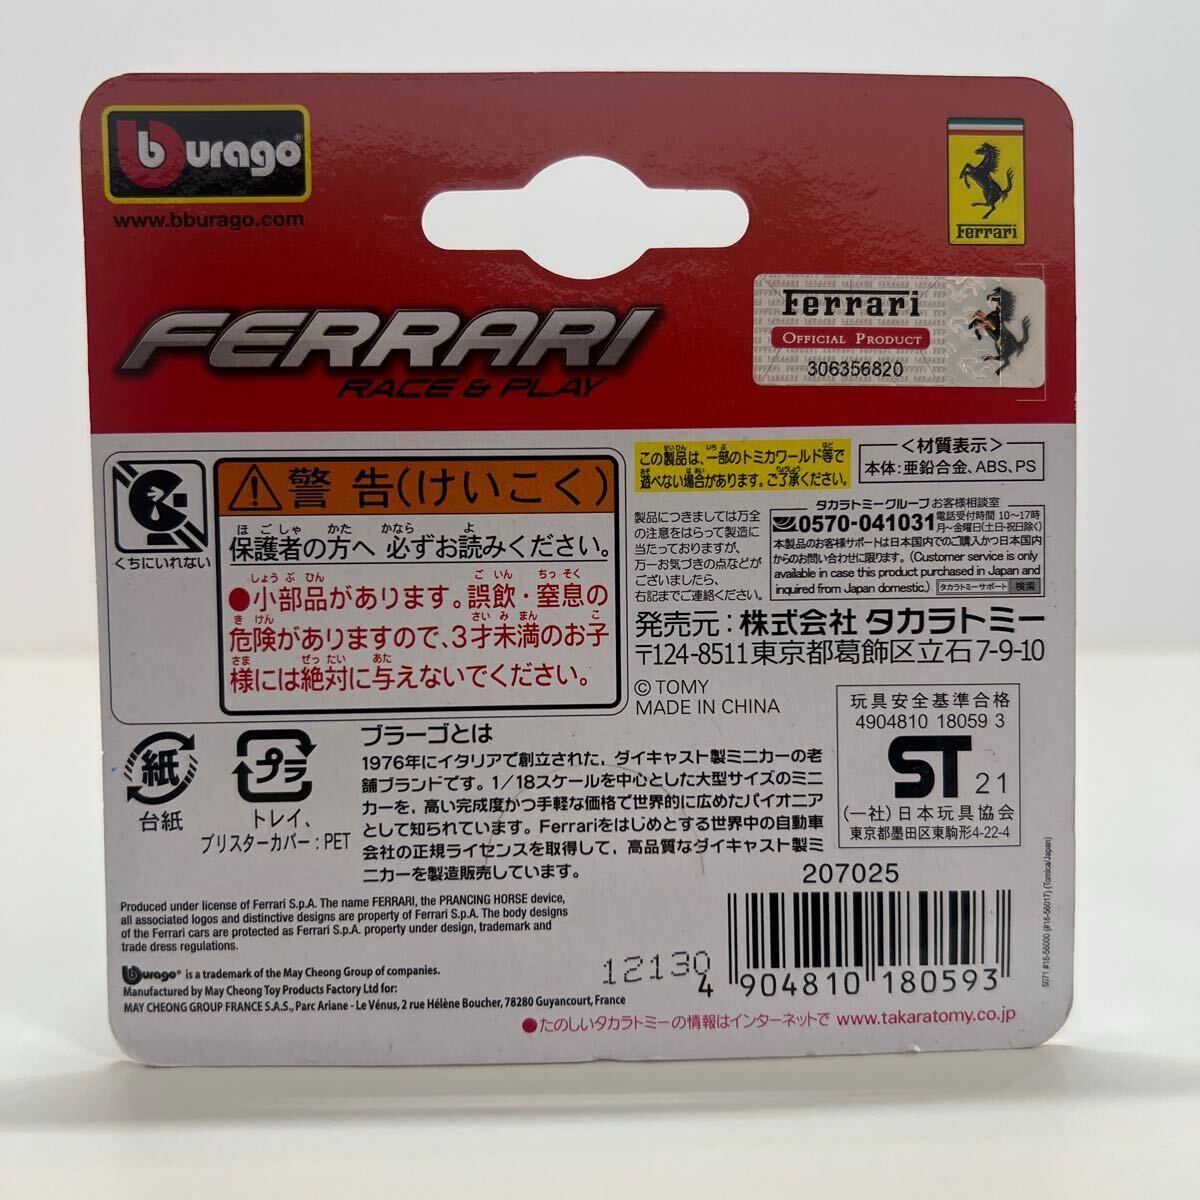 burago®
www.bburago.com
Ferrari
FERRARI
RACE & PLAY
Ferrari
OFFICIAL PRODUCT
306356820
くちにいれない
警告(けいこく)
保護者の方へ 必ずお読みください。
●小部品があります。誤飲・窒息の
危険がありますので、3才未満のお子
様には絶対に与えないでください。
この製品は、一部のトミカワールド等で
遊べない場合があります。ご了承ください。
<材質表示>
本体:亜鉛合金、ABS、PS
製品につきましては万全
の注意をはらって製造に
当たっておりますが、
万一お気づきの点などが
ございましたら、
右記までご連絡ください。
タカラトミーグループ お客様相談室
0570-041031 電話受付時間 10〜17時
月〜金曜日(土日・祝日除く)
本製品のお客様サポートは日本国内でのご購入かつ日本国内
からのお問い合わせに限ります。(Customer service is only
available in case this product purchased in Japan and
inquired from Japan domestic.) タカラトミーサポート 検索
発売元:株式会社 タカラトミー
〒124-8511 東京都葛飾区立石7-9-10
© TOMY
MADE IN CHINA
玩具安全基準合格
4904810 18059 3
ST 21
(一社)日本玩具協会
東京都墨田区東駒形4-22-4
紙
台紙
プラ
トレイ、
ブリスターカバー:PET
ブラーゴとは
1976年にイタリアで創立された、ダイキャスト製ミニカーの老
舗ブランドです。1/18スケールを中心とした大型サイズのミニ
カーを、高い完成度かつ手軽な価格で世界的に広めたパイオニア
として知られています。Ferrariをはじめとする世界中の自動車
会社の正規ライセンスを取得して、高品質なダイキャスト製ミ
ニカーを製造販売しています。
Produced under license of Ferrari S.p.A. The name FERRARI, the PRANCING HORSE device,
all associated logos and distinctive designs are property of Ferrari S.p.A. The body designs
of the Ferrari cars are protected as Ferrari S.p.A. property under design, trademark and
trade dress regulations.
burago® is a trademark of the May Cheong Group of companies.
Manufactured by May Cheong Toy Products Factory Ltd for:
MAY CHEONG GROUP FRANCE S.A.S., Parc Ariane - Le Vénus, 2 rue Hélène Boucher, 78280 Guyancourt, France
207025
12130
4 904810 180593
5071 #18-56000 (#18-56017) (Tomica/Japan)
●たのしいタカラトミーの情報はインターネットで www.takaratomy.co.jp